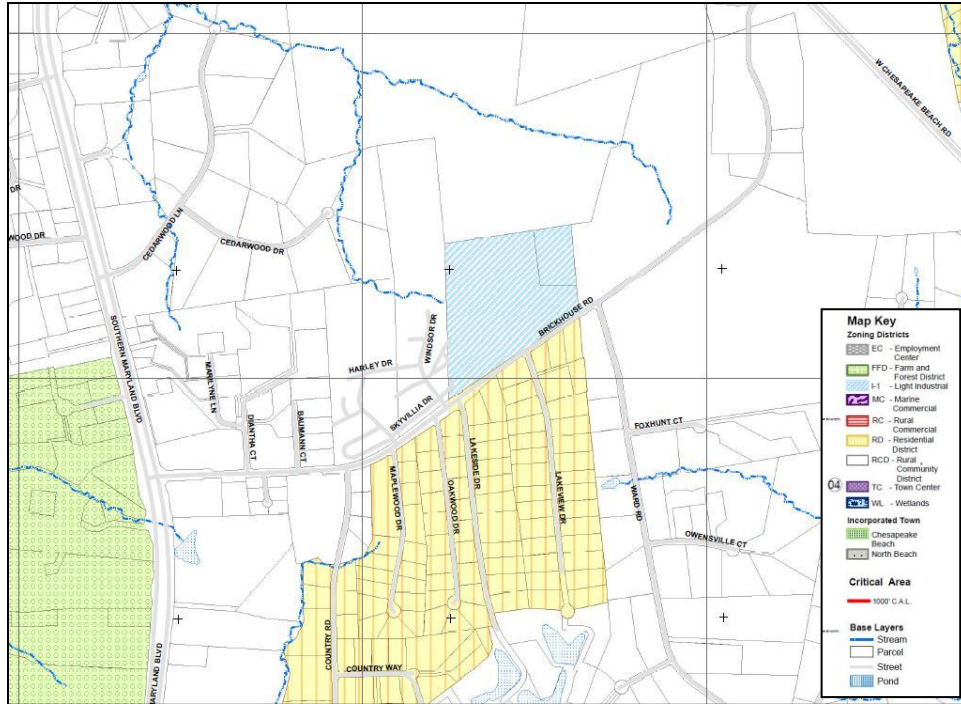 W CHESAPEAKE BEACH RD
DR
WOOD DR
CEDARWOOD LN
CEDARWOOD DR
SOUTHERN MARYLAND BLVD
MARILYNE LN
HARLEY DR
WINDSOR DR
BRICKHOUSE RD
SKYVILLIA DR
DIANTHA CT
BAUMANN CT
MAPLEWOOD DR
OAKWOOD DR
LAKESIDE DR
LAKEVIEW DR
FOXHUNT CT
WARD RD
OWENSVILLE CT
COUNTRY RD
COUNTRY WAY
MARYLAND BLVD
Map Key
Zoning Districts
EC - Employment
Center
FFD - Farm and
Forest District
I-1 - Light Industrial
MC - Marine
Commercial
RC - Rural
Commercial
RD - Residential
District
RCD - Rural
Community
District
TC - Town Center
WL - Wetlands
04
Incorporated Town
Chesapeake
Beach
North Beach
Critical Area
1000' C.A.L.
Base Layers
Stream
Parcel
Street
Pond